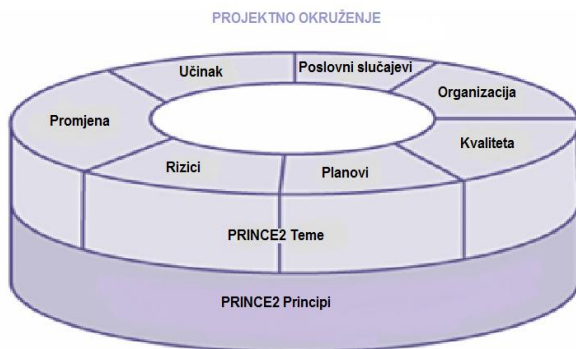 PROJEKTNO OKRUŽENJE
Učinak
Poslovni slučajevi
Organizacija
Promjena
Kvaliteta
Rizici
Planovi
PRINCE2 Teme
PRINCE2 Principi